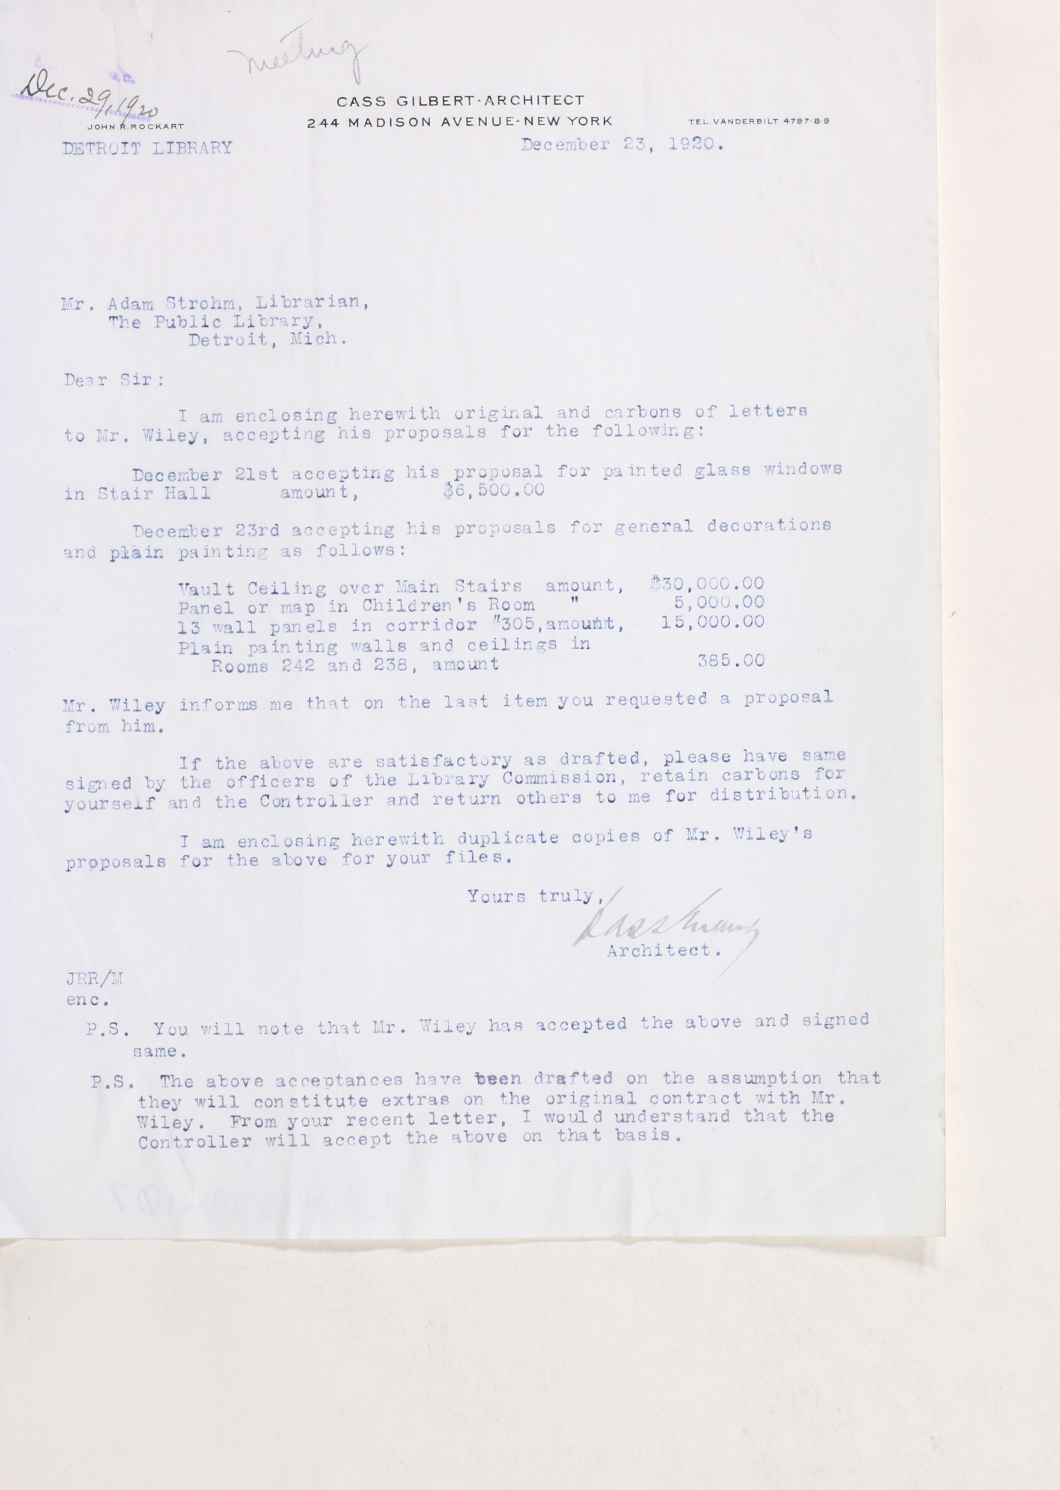 meeting
Dec. 29, 1920
CASS GILBERT·ARCHITECT
244 MADISON AVENUE-NEW YORK
JOHN R. ROCKART
TEL. VANDERBILT 4787-8-9
DETROIT LIBRARY
December 23, 1920.
Mr. Adam Strohm, Librarian,
The Public Library,
Detroit, Mich.
Dear Sir:
I am enclosing herewith original and carbons of letters
to Mr. Wiley, accepting his proposals for the following:
December 21st accepting his proposal for painted glass windows
in Stair Hall amount, $6,500.00
December 23rd accepting his proposals for general decorations
and plain painting as follows:
Vault Ceiling over Main Stairs amount, $30,000.00
Panel or map in Children's Room " 5,000.00
13 wall panels in corridor #305, amount, 15,000.00
Plain painting walls and ceilings in
Rooms 242 and 238, amount 385.00
Mr. Wiley informs me that on the last item you requested a proposal
from him.
If the above are satisfactory as drafted, please have same
signed by the officers of the Library Commission, retain carbons for
yourself and the Controller and return others to me for distribution.
I am enclosing herewith duplicate copies of Mr. Wiley's
proposals for the above for your files.
Yours truly,
Architect.
JRR/M
enc.
P.S. You will note that Mr. Wiley has accepted the above and signed
same.
P.S. The above acceptances have been drafted on the assumption that
they will constitute extras on the original contract with Mr.
Wiley. From your recent letter, I would understand that the
Controller will accept the above on that basis.